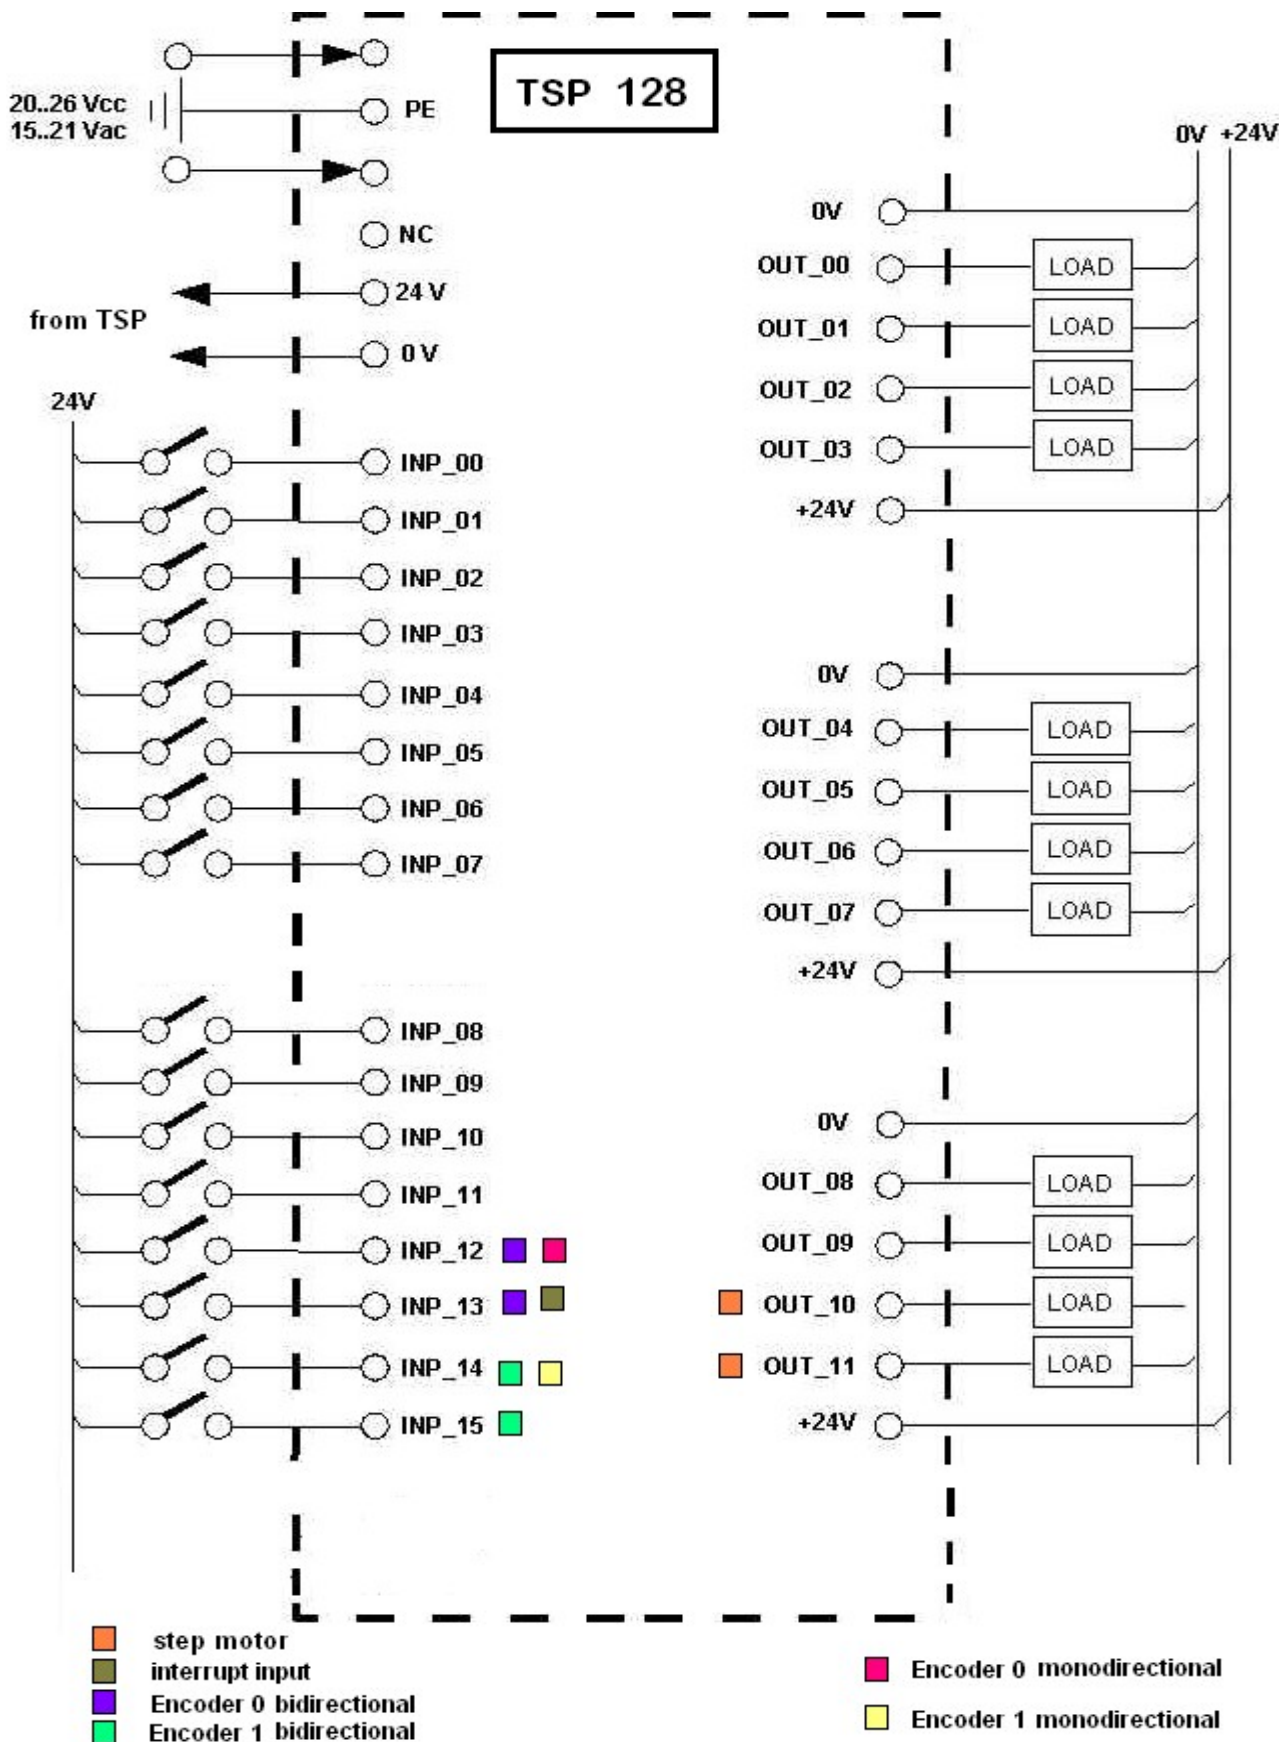 TSP 128
20..26 Vcc
15..21 Vac
PE
NC
24 V
from TSP
0 V
24V
INP_00
INP_01
INP_02
INP_03
INP_04
INP_05
INP_06
INP_07
INP_08
INP_09
INP_10
INP_11
INP_12
INP_13
INP_14
INP_15
0V +24V
0V
OUT_00 LOAD
OUT_01 LOAD
OUT_02 LOAD
OUT_03 LOAD
+24V
0V
OUT_04 LOAD
OUT_05 LOAD
OUT_06 LOAD
OUT_07 LOAD
+24V
0V
OUT_08 LOAD
OUT_09 LOAD
OUT_10 LOAD
OUT_11 LOAD
+24V
step motor
interrupt input
Encoder 0 bidirectional
Encoder 1 bidirectional
Encoder 0 monodirectional
Encoder 1 monodirectional